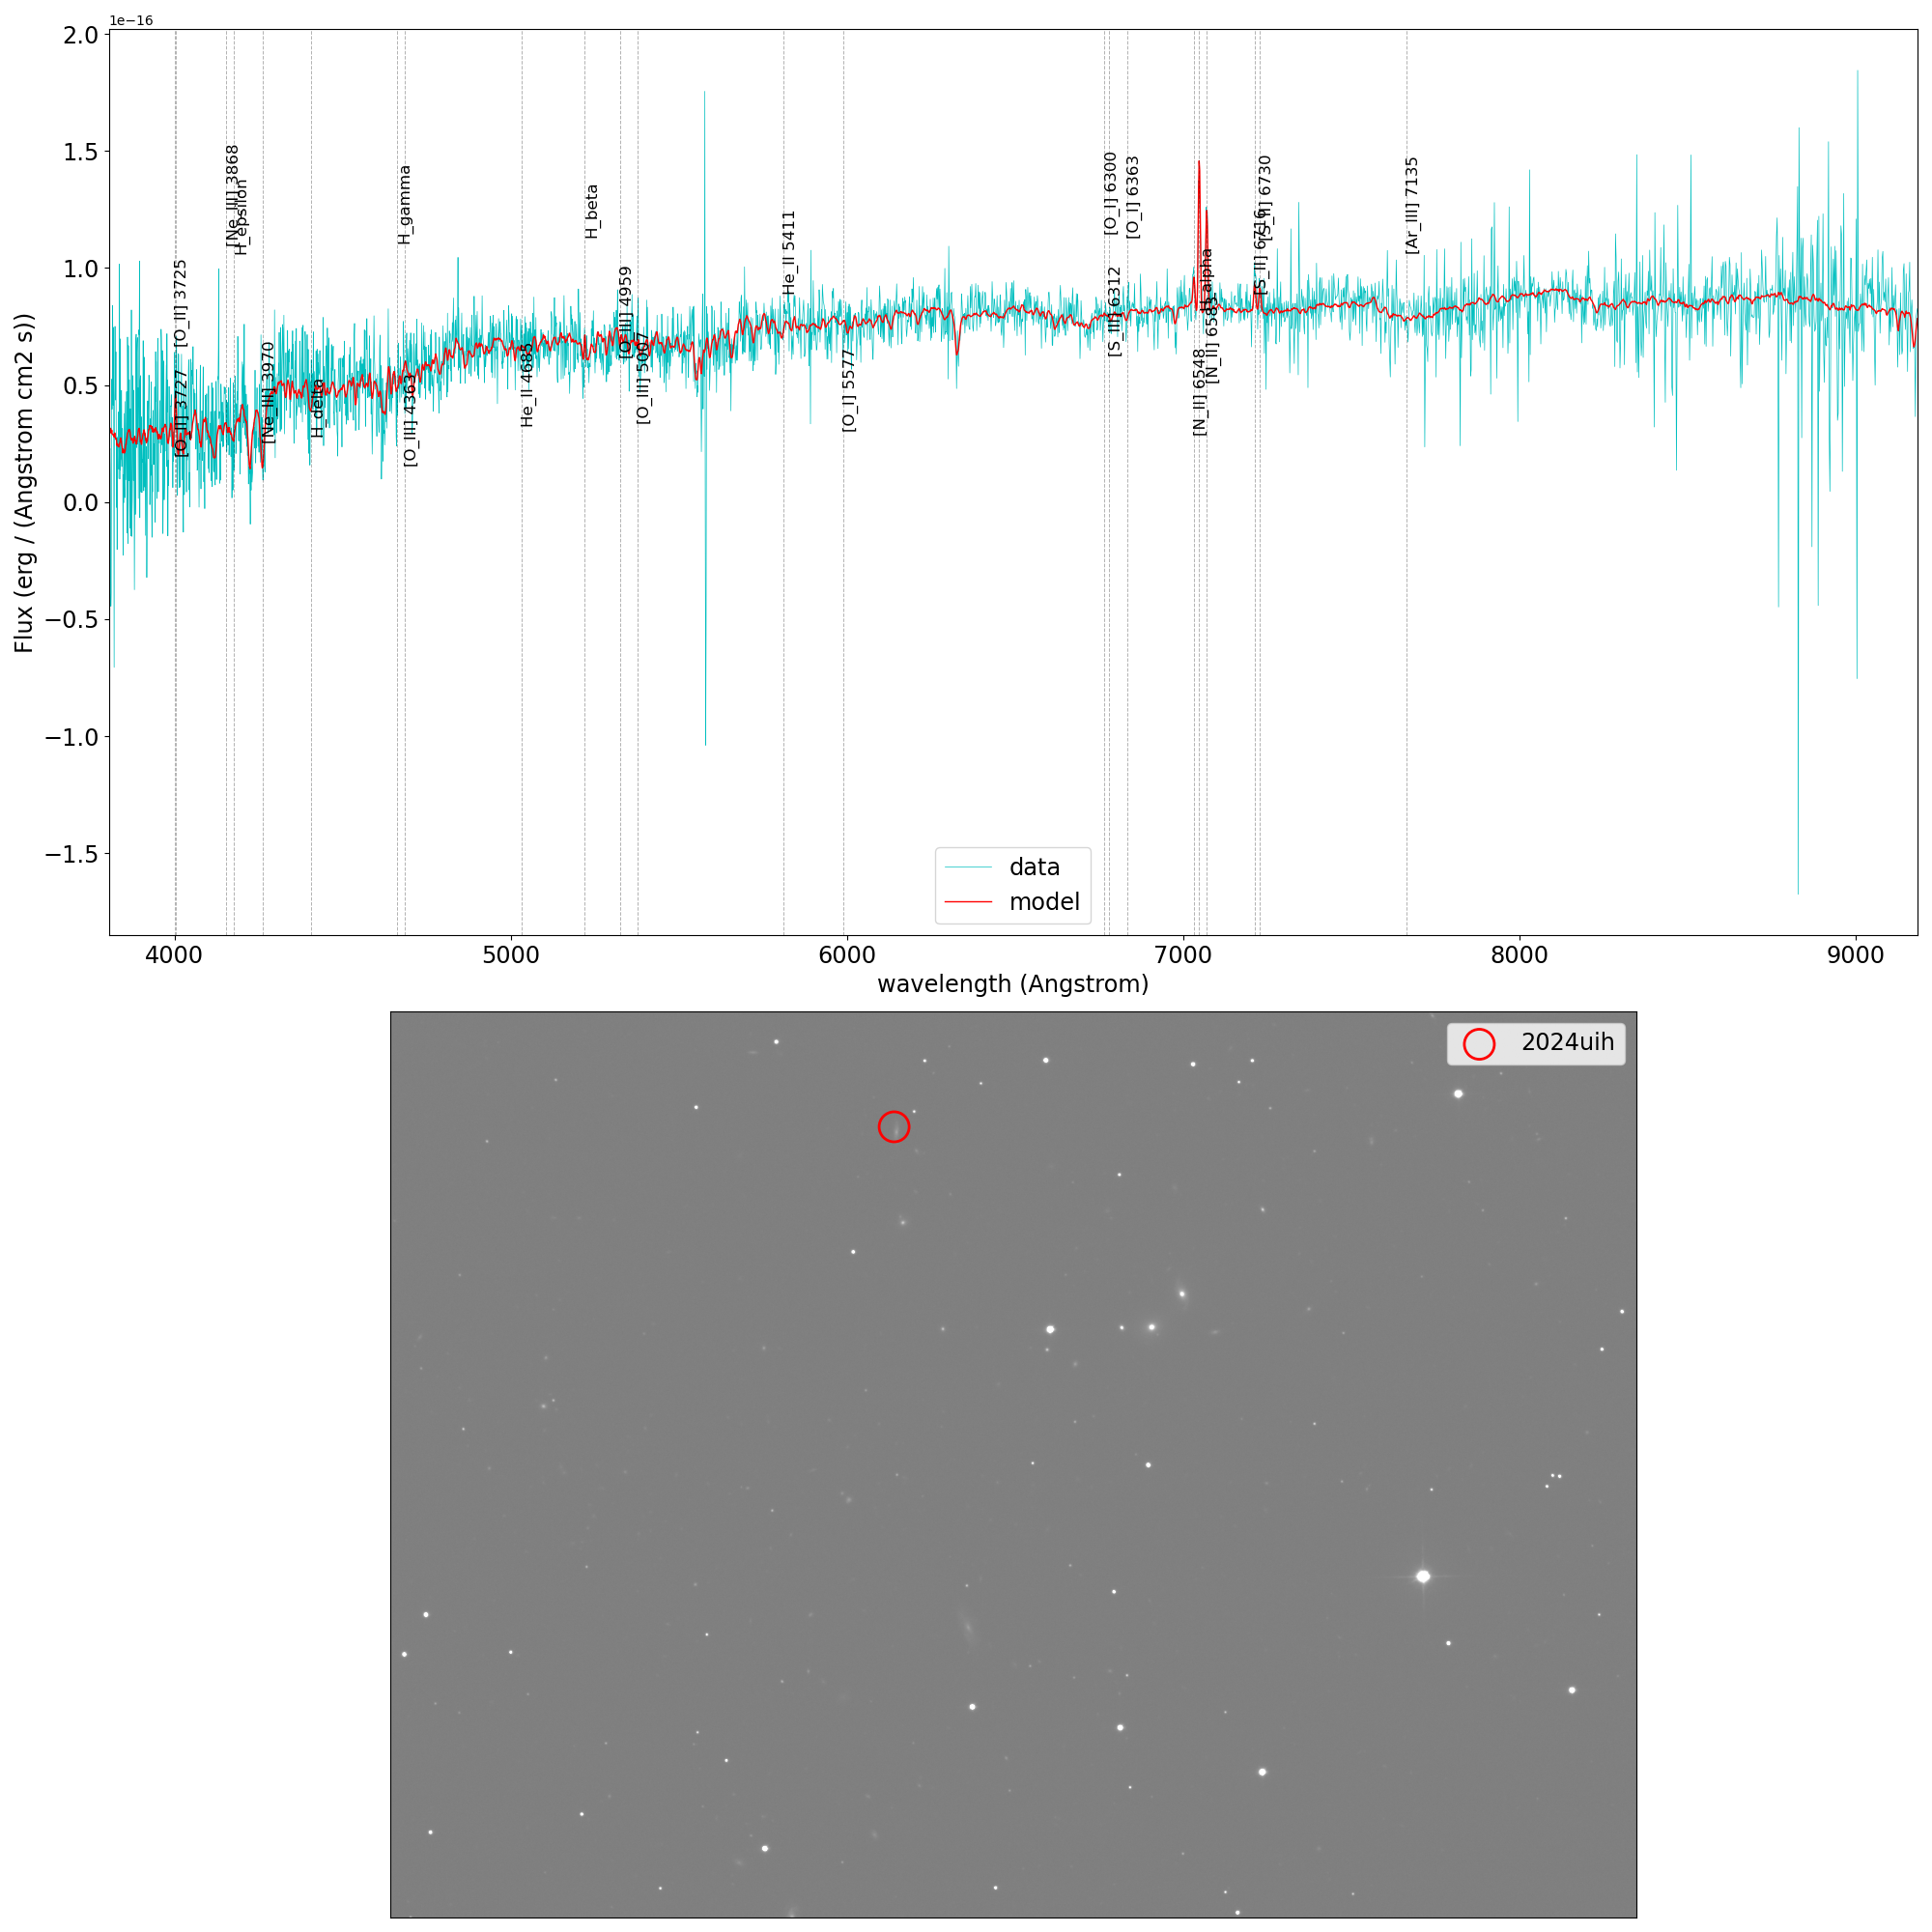 1e−16
2.0
1.5
1.0
0.5
0.0
−0.5
−1.0
−1.5
Flux (erg / (Angstrom cm2 s))
[O_II] 3725
[O_II] 3727
[Ne_III] 3868
H_epsilon
[Ne_III] 3970
H_delta
H_gamma
[O_III] 4363
He_II 4685
H_beta
[O_III] 4959
[O_III] 5007
He_II 5411
[O_I] 5577
[O_I] 6300
[S_III] 6312
[O_I] 6363
[N_II] 6548
H_alpha
[N_II] 6583
[S_II] 6716
[S_II] 6730
[Ar_III] 7135
data
model
4000 5000 6000 7000 8000 9000
wavelength (Angstrom)
2024uih